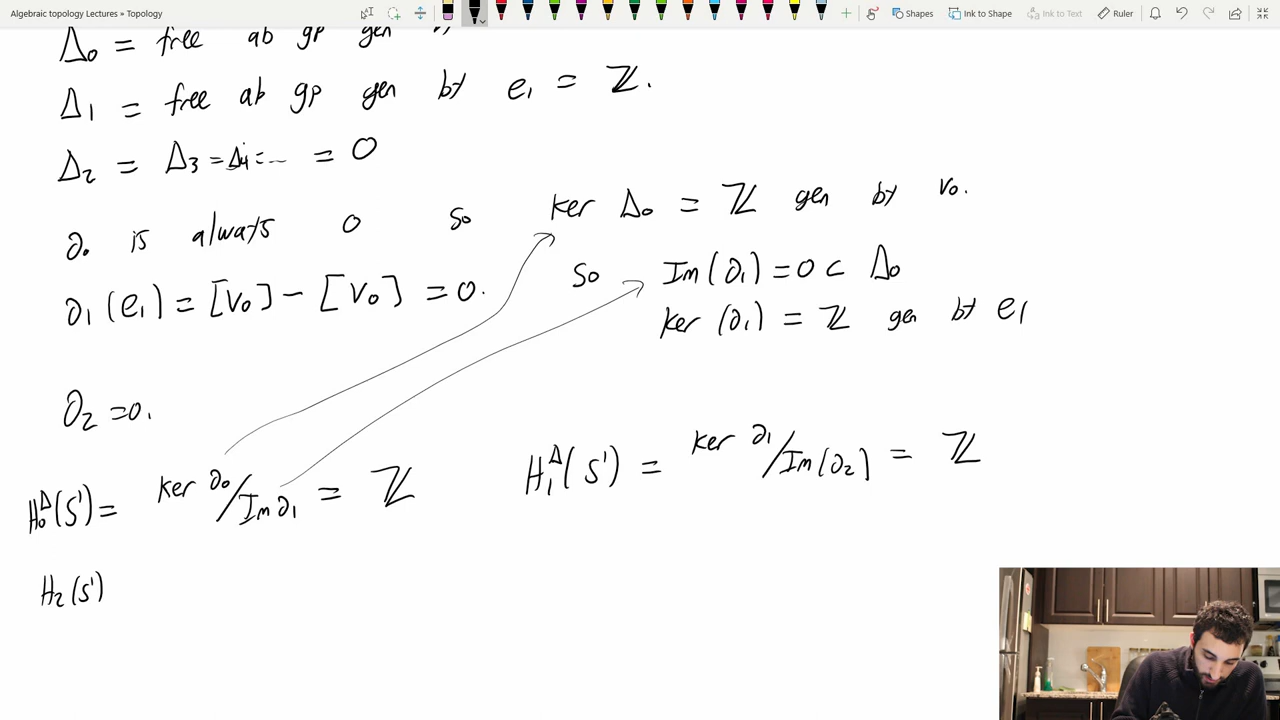 Algebraic topology Lectures » Topology
Shapes Ink to Shape Ink to Text Ruler
Δ₀ = free ab gp gen
Δ₁ = free ab gp gen by e₁ = ℤ.
Δ₂ = Δ₃ = Δ₄ = ... = 0
∂₀ is always 0 so ker Δ₀ = ℤ gen by v₀.
∂₁(e₁) = [v₀] - [v₀] = 0. so Im(∂₁) = 0 ⊂ Δ₀
ker(∂₁) = ℤ gen by e₁
∂₂ = 0.
H₀^Δ(S¹) = ker ∂₀/Im ∂₁ = ℤ H₁^Δ(S¹) = ker ∂₁/Im(∂₂) = ℤ
H₂(S¹)